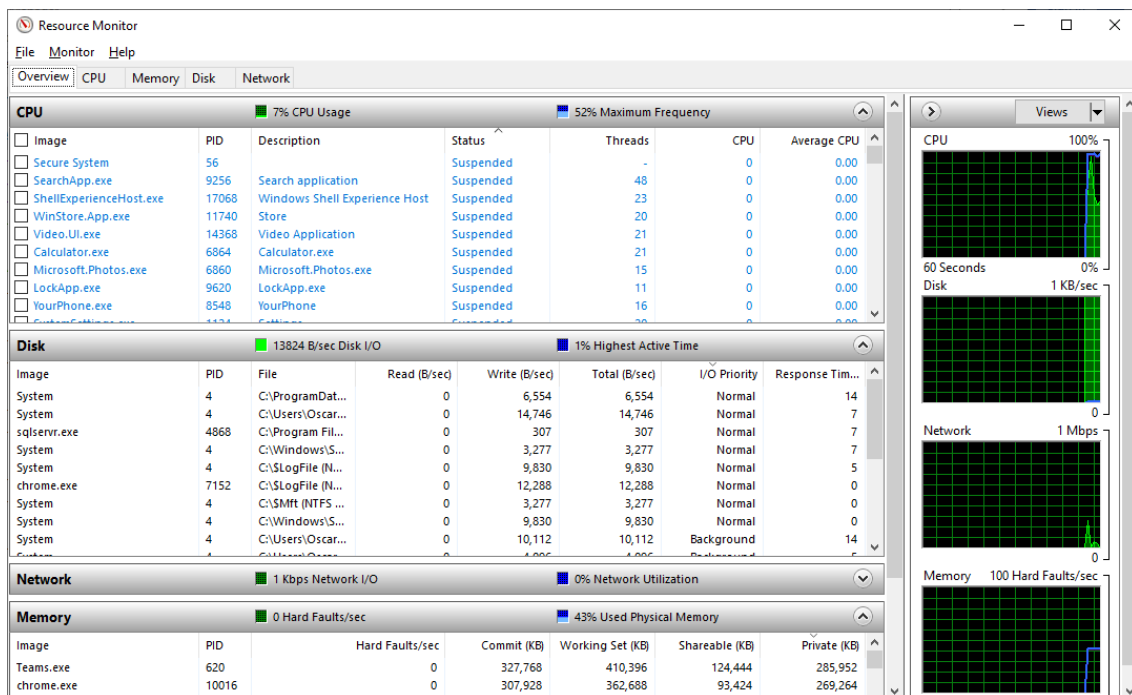 Resource Monitor
File Monitor Help
Overview CPU Memory Disk Network
CPU 7% CPU Usage 52% Maximum Frequency
Image PID Description Status Threads CPU Average CPU
Secure System 56 Suspended - 0 0.00
SearchApp.exe 9256 Search application Suspended 48 0 0.00
ShellExperienceHost.exe 17068 Windows Shell Experience Host Suspended 23 0 0.00
WinStore.App.exe 11740 Store Suspended 20 0 0.00
Video.UI.exe 14368 Video Application Suspended 21 0 0.00
Calculator.exe 6864 Calculator.exe Suspended 21 0 0.00
Microsoft.Photos.exe 6860 Microsoft.Photos.exe Suspended 15 0 0.00
LockApp.exe 9620 LockApp.exe Suspended 11 0 0.00
YourPhone.exe 8548 YourPhone Suspended 16 0 0.00
Disk 13824 B/sec Disk I/O 1% Highest Active Time
Image PID File Read (B/sec) Write (B/sec) Total (B/sec) I/O Priority Response Tim...
System 4 C:\ProgramDat... 0 6,554 6,554 Normal 14
System 4 C:\Users\Oscar... 0 14,746 14,746 Normal 7
sqlservr.exe 4868 C:\Program Fil... 0 307 307 Normal 7
System 4 C:\Windows\S... 0 3,277 3,277 Normal 7
System 4 C:\$LogFile (N... 0 9,830 9,830 Normal 5
chrome.exe 7152 C:\$LogFile (N... 0 12,288 12,288 Normal 0
System 4 C:\$Mft (NTFS ... 0 3,277 3,277 Normal 0
System 4 C:\Windows\S... 0 9,830 9,830 Normal 0
System 4 C:\Users\Oscar... 0 10,112 10,112 Background 14
Network 1 Kbps Network I/O 0% Network Utilization
Memory 0 Hard Faults/sec 43% Used Physical Memory
Image PID Hard Faults/sec Commit (KB) Working Set (KB) Shareable (KB) Private (KB)
Teams.exe 620 0 327,768 410,396 124,444 285,952
chrome.exe 10016 0 307,928 362,688 93,424 269,264
Views
CPU 100%
60 Seconds 0%
Disk 1 KB/sec
0
Network 1 Mbps
0
Memory 100 Hard Faults/sec